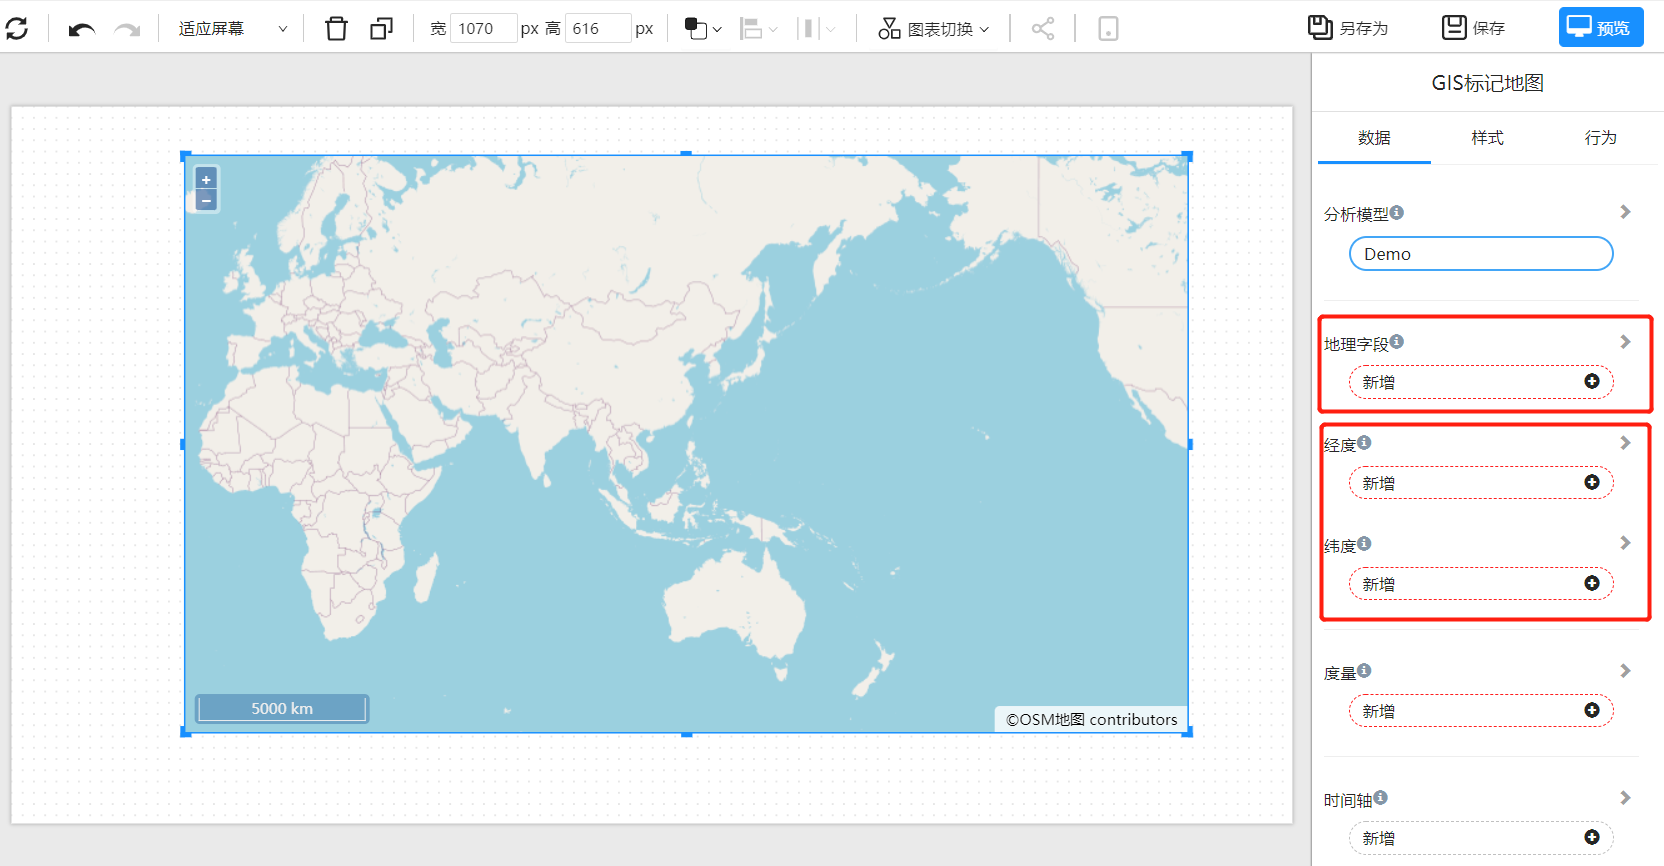 适应屏幕 宽 1070 px 高 616 px 图表切换 另存为 保存 预览
GIS标记地图
数据 样式 行为
分析模型
Demo
地理字段
新增
经度
新增
纬度
新增
度量
新增
时间轴
新增
+
−
5000 km
©OSM地图 contributors